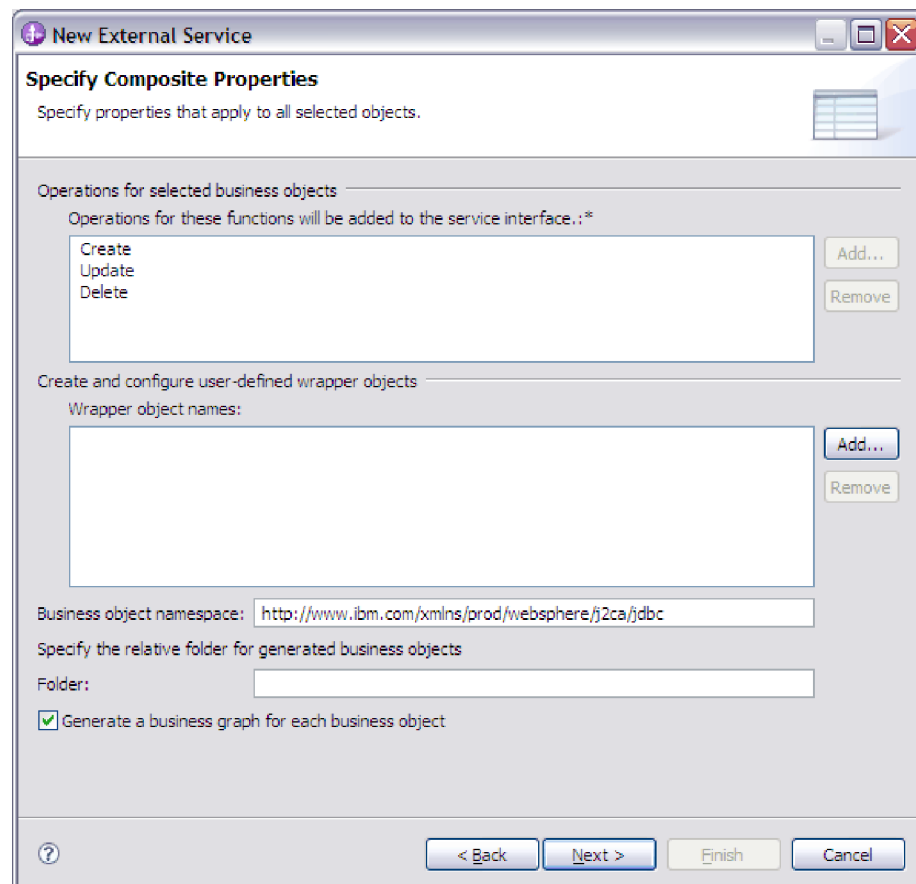 New External Service
Specify Composite Properties
Specify properties that apply to all selected objects.
Operations for selected business objects
Operations for these functions will be added to the service interface.:*
Create
Update
Delete
Add...
Remove
Create and configure user-defined wrapper objects
Wrapper object names:
Add...
Remove
Business object namespace: http://www.ibm.com/xmlns/prod/websphere/j2ca/jdbc
Specify the relative folder for generated business objects
Folder:
Generate a business graph for each business object
? < Back Next > Finish Cancel